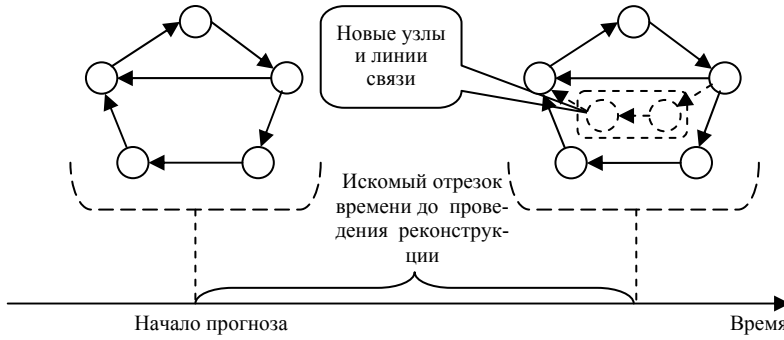 Новые узлы
и линии
связи
Искомый отрезок
времени до прове-
дения реконструк-
ции
Начало прогноза
Время